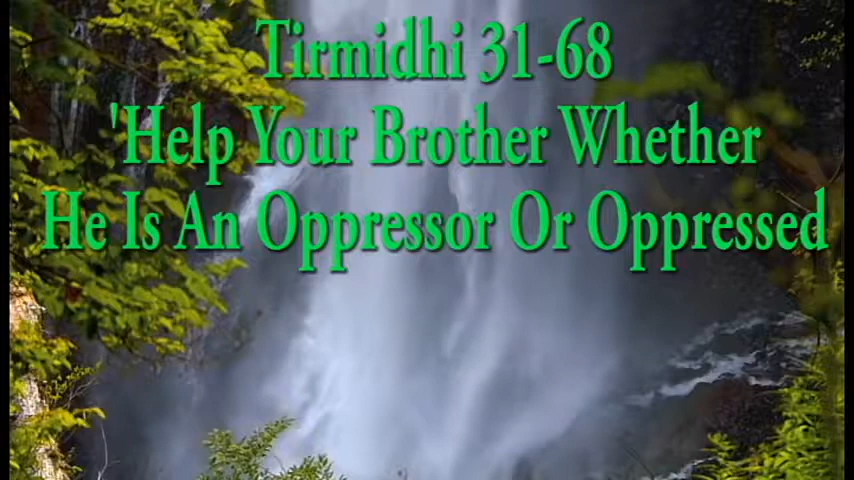 Tirmidhi 31-68
'Help Your Brother Whether
He Is An Oppressor Or Oppressed